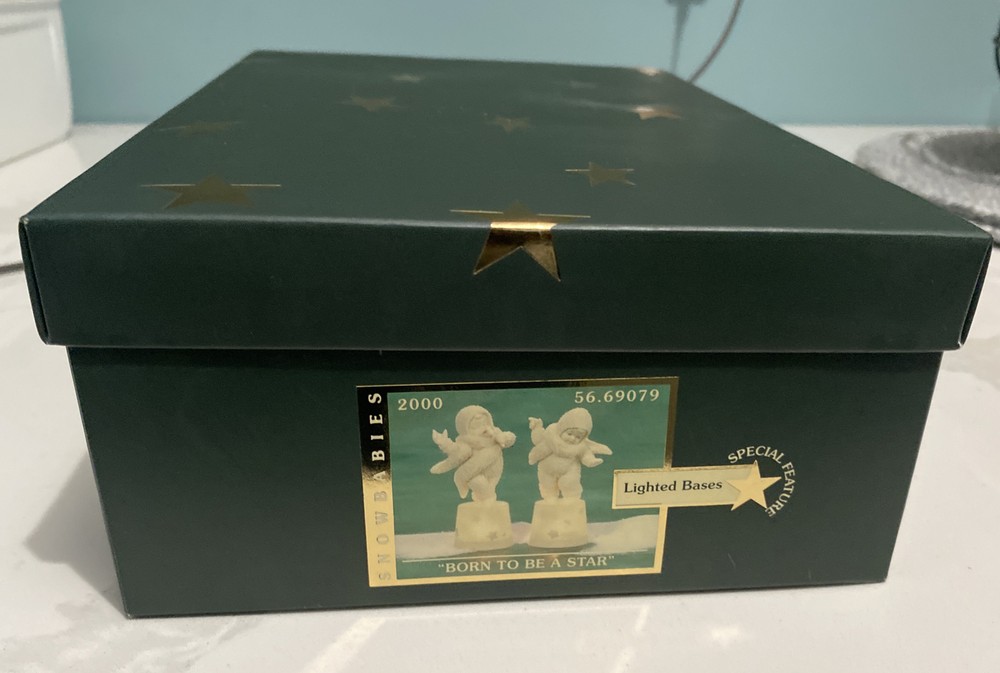 SNOWBABIES
2000
56.69079
SPECIAL FEATURE
Lighted Bases
"BORN TO BE A STAR"